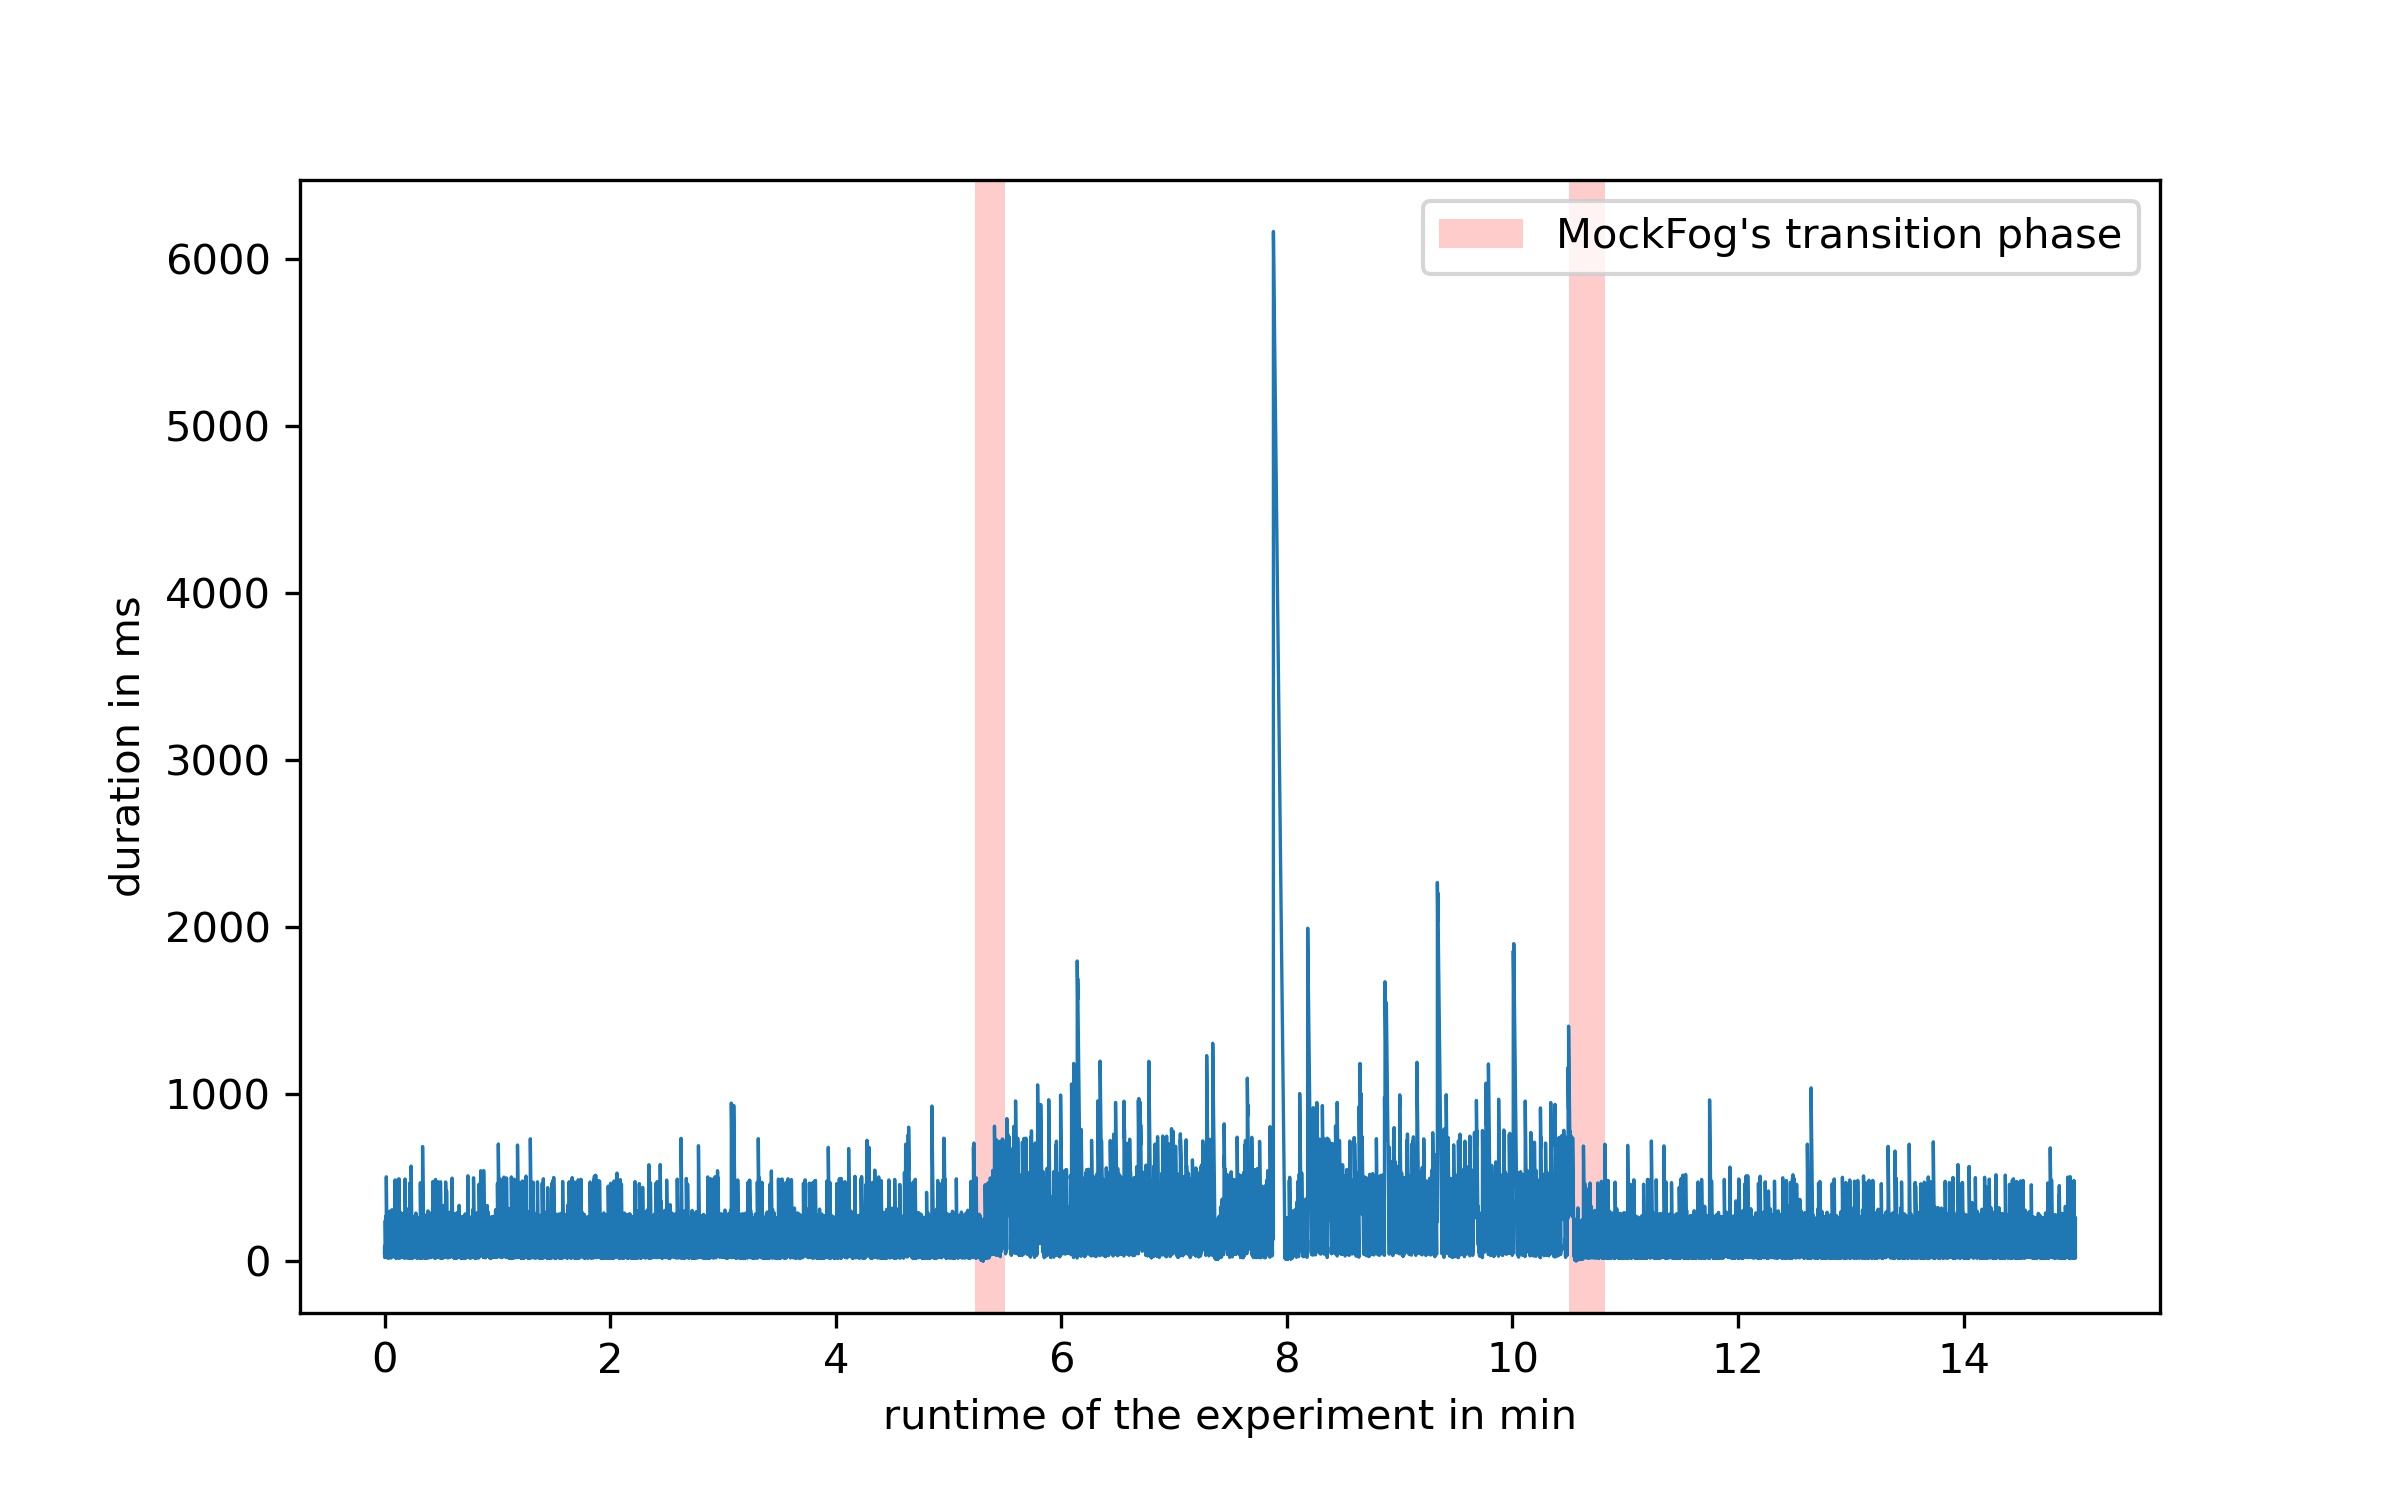 MockFog's transition phase
6000
5000
4000
3000
2000
1000
0
duration in ms
0 2 4 6 8 10 12 14
runtime of the experiment in min